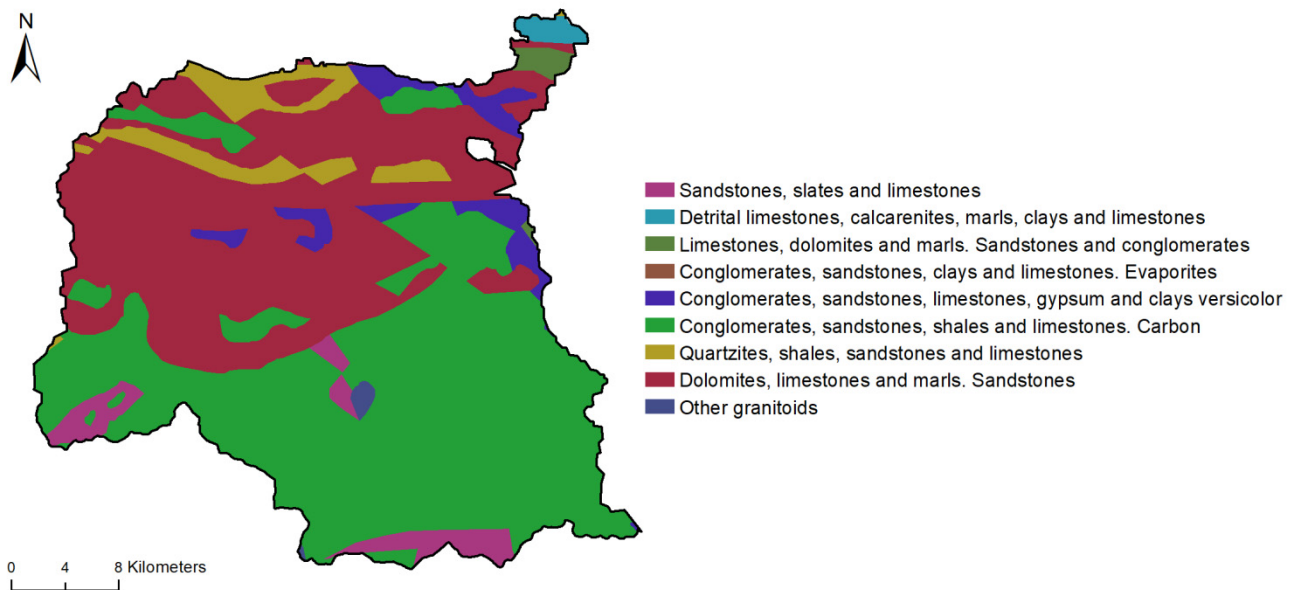 N
Sandstones, slates and limestones
Detrital limestones, calcarenites, marls, clays and limestones
Limestones, dolomites and marls. Sandstones and conglomerates
Conglomerates, sandstones, clays and limestones. Evaporites
Conglomerates, sandstones, limestones, gypsum and clays versicolor
Conglomerates, sandstones, shales and limestones. Carbon
Quartzites, shales, sandstones and limestones
Dolomites, limestones and marls. Sandstones
Other granitoids
0 4 8 Kilometers